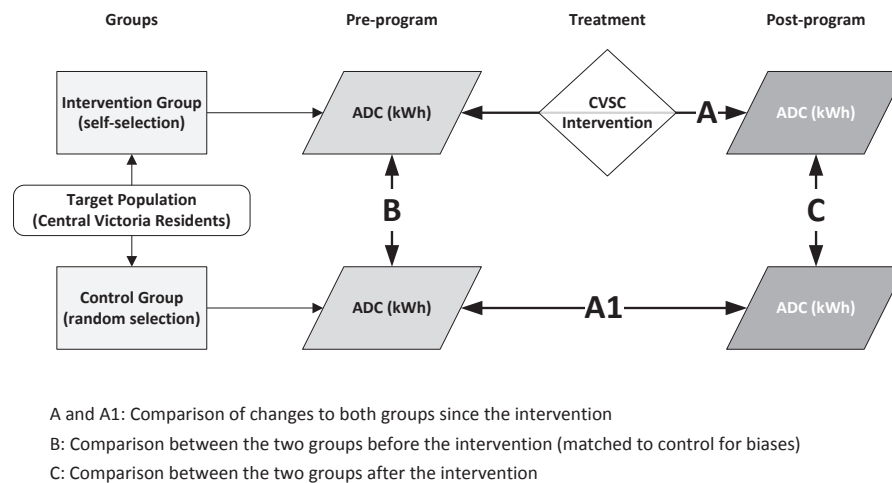 Groups
Pre-program
Treatment
Post-program
Intervention Group
(self-selection)
ADC (kWh)
CVSC
Intervention
A
ADC (kWh)
Target Population
(Central Victoria Residents)
B
C
Control Group
(random selection)
ADC (kWh)
A1
ADC (kWh)
A and A1: Comparison of changes to both groups since the intervention
B: Comparison between the two groups before the intervention (matched to control for biases)
C: Comparison between the two groups after the intervention